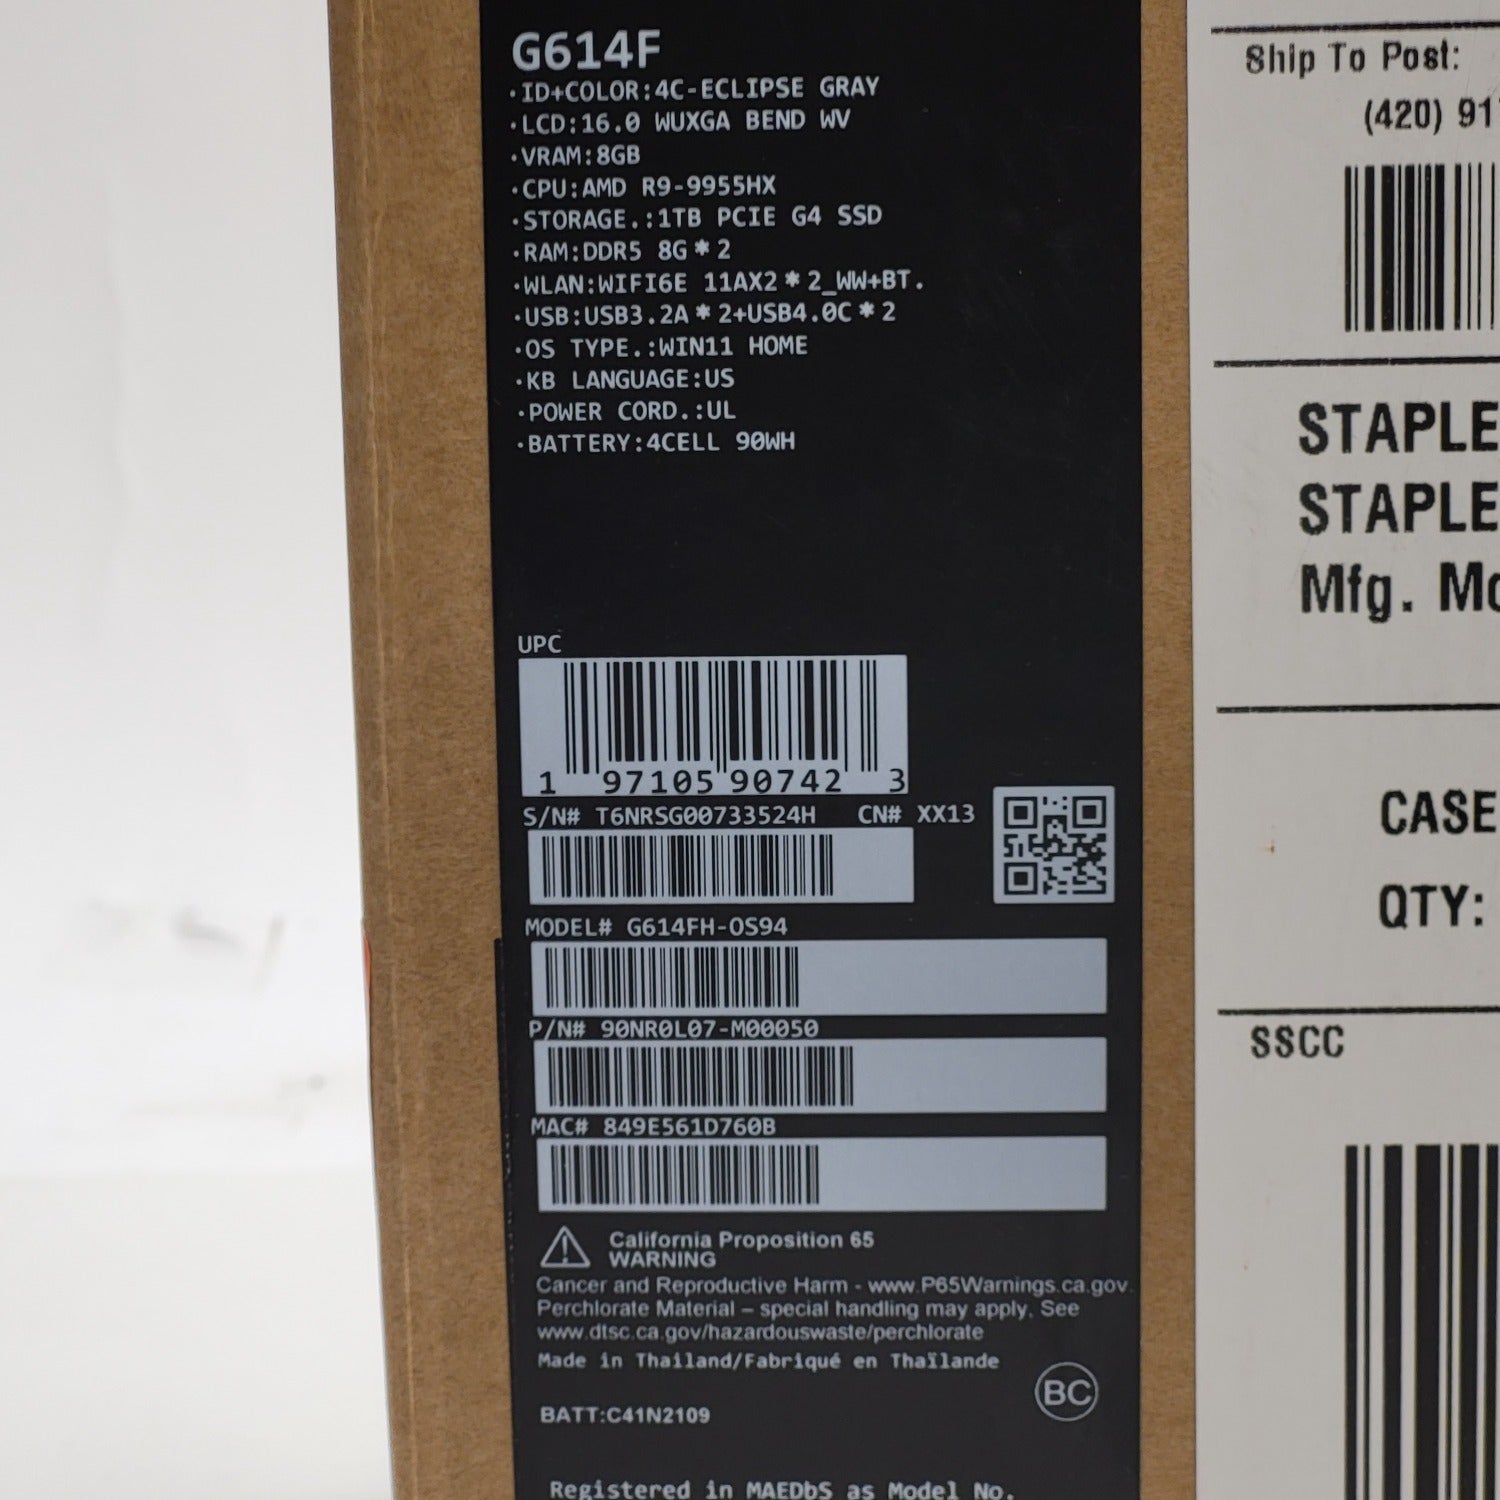 G614F
·ID+COLOR:4C-ECLIPSE GRAY
·LCD:16.0 WUXGA BEND WV
·VRAM:8GB
·CPU:AMD R9-9955HX
·STORAGE.:1TB PCIE G4 SSD
·RAM:DDR5 8G*2
·WLAN:WIFI6E 11AX2*2_WW+BT.
·USB:USB3.2A*2+USB4.0C*2
·OS TYPE.:WIN11 HOME
·KB LANGUAGE:US
·POWER CORD.:UL
·BATTERY:4CELL 90WH
UPC
1 97105 90742 3
S/N# T6NRSG00733524H CN# XX13
MODEL# G614FH-OS94
P/N# 90NR0L07-M00050
MAC# 849E561D760B
California Proposition 65
WARNING
Cancer and Reproductive Harm - www.P65Warnings.ca.gov.
Perchlorate Material – special handling may apply. See
www.dtsc.ca.gov/hazardouswaste/perchlorate
Made in Thailand/Fabriqué en Thaïlande
BC
BATT:C41N2109
Registered in MAEDbS as Model No.
Ship To Post:
(420) 91
STAPLE
STAPLE
Mfg. Mo
CASE
QTY:
SSCC